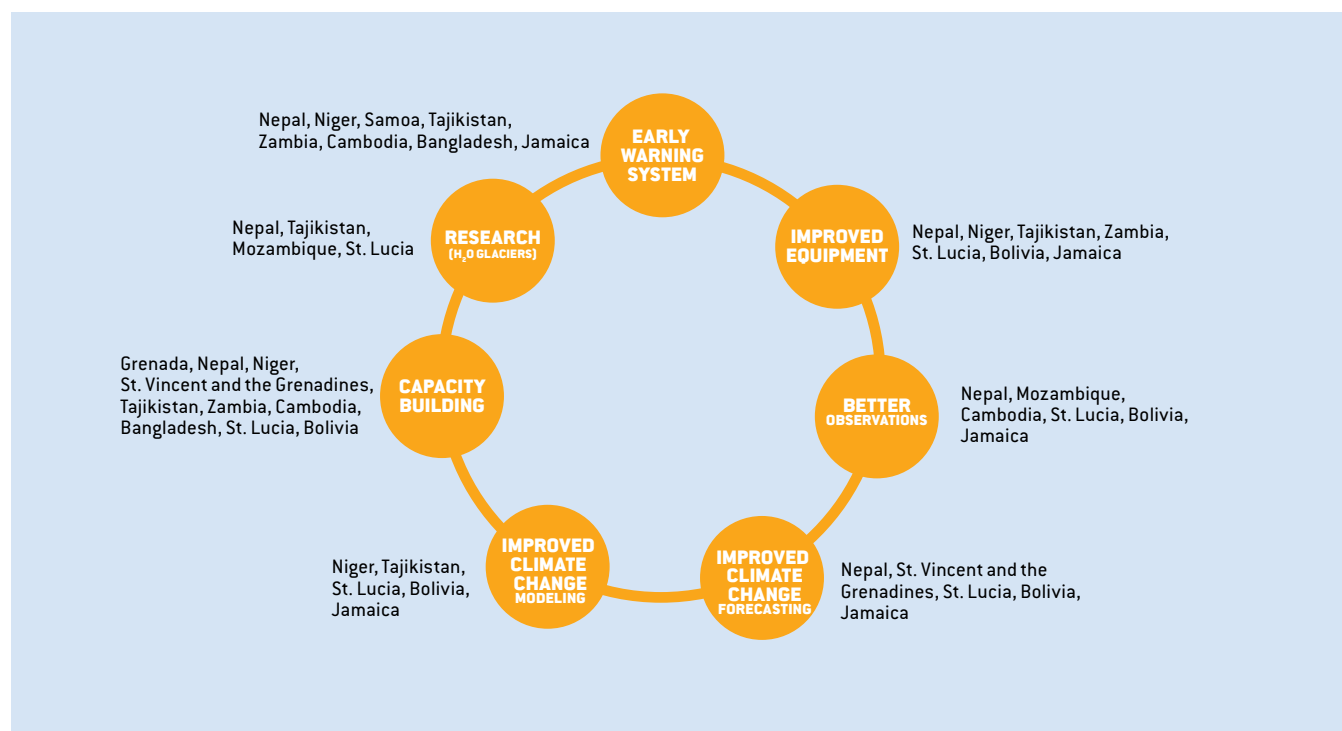 Nepal, Niger, Samoa, Tajikistan,
Zambia, Cambodia, Bangladesh, Jamaica
EARLY
WARNING
SYSTEM
Nepal, Tajikistan,
Mozambique, St. Lucia
RESEARCH
(H₂O GLACIERS)
IMPROVED
EQUIPMENT
Nepal, Niger, Tajikistan, Zambia,
St. Lucia, Bolivia, Jamaica
Grenada, Nepal, Niger,
St. Vincent and the Grenadines,
Tajikistan, Zambia, Cambodia,
Bangladesh, St. Lucia, Bolivia
CAPACITY
BUILDING
BETTER
OBSERVATIONS
Nepal, Mozambique,
Cambodia, St. Lucia, Bolivia,
Jamaica
Niger, Tajikistan,
St. Lucia, Bolivia,
Jamaica
IMPROVED
CLIMATE
CHANGE
MODELING
IMPROVED
CLIMATE
CHANGE
FORECASTING
Nepal, St. Vincent and the
Grenadines, St. Lucia, Bolivia,
Jamaica